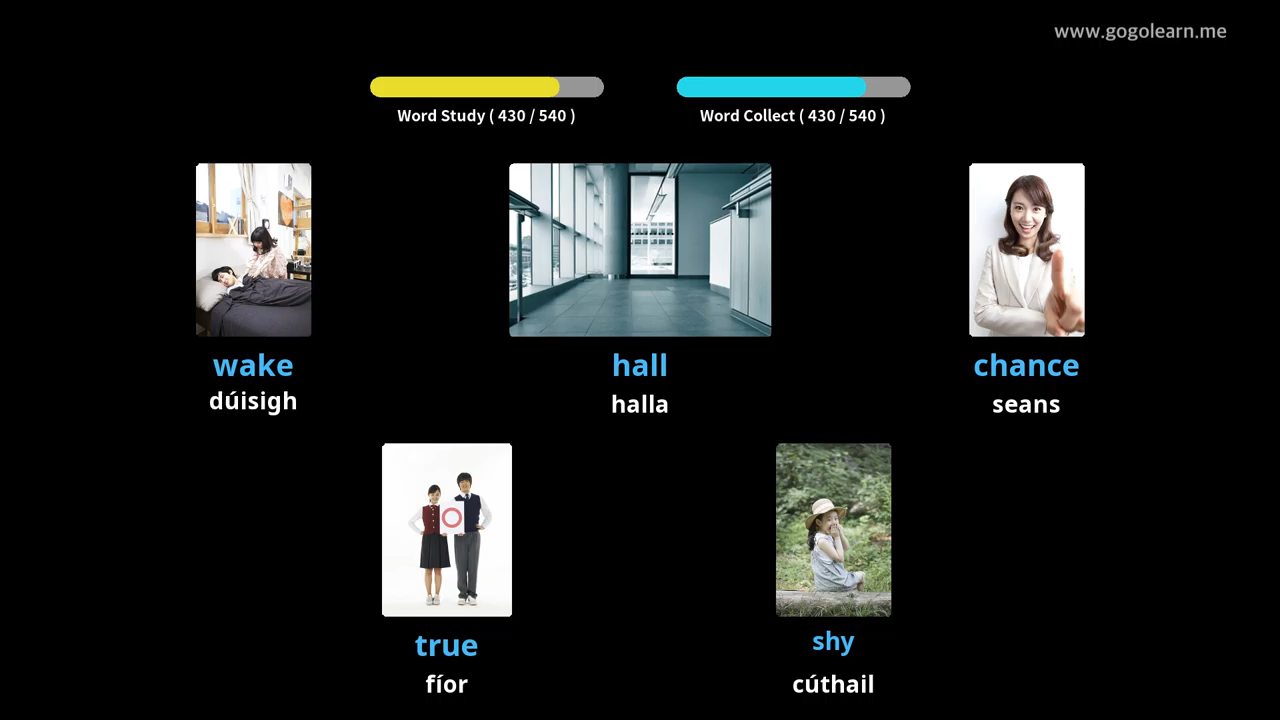 www.gogolearn.me
Word Study ( 430 / 540 )
Word Collect ( 430 / 540 )
wake
dúisigh
hall
halla
chance
seans
true
fíor
shy
cúthail